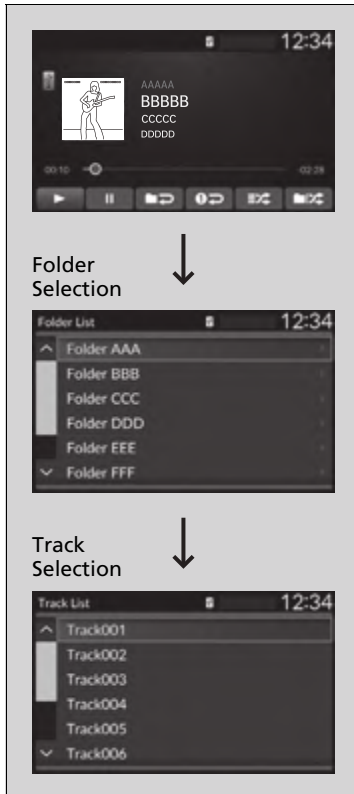 12:34
AAAAA
BBBBB
CCCCC
DDDDD
00:10 -02:28
Folder
Selection
Folder List 12:34
Folder AAA
Folder BBB
Folder CCC
Folder DDD
Folder EEE
Folder FFF
Track
Selection
Track List 12:34
Track001
Track002
Track003
Track004
Track005
Track006